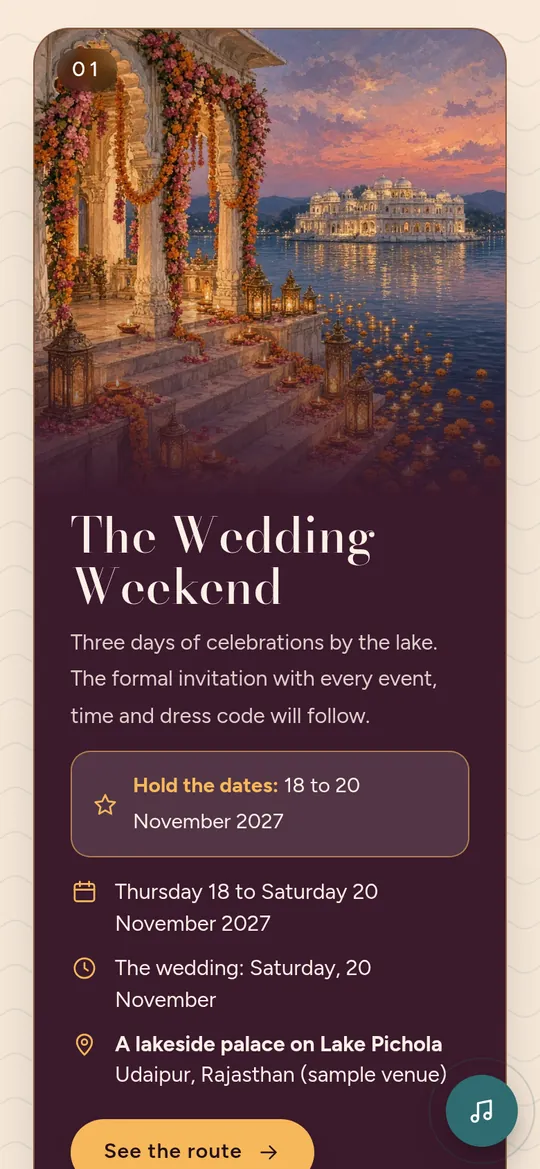 01
The Wedding
Weekend
Three days of celebrations by the lake.
The formal invitation with every event,
time and dress code will follow.
Hold the dates: 18 to 20
November 2027
Thursday 18 to Saturday 20
November 2027
The wedding: Saturday, 20
November
A lakeside palace on Lake Pichola
Udaipur, Rajasthan (sample venue)
See the route →